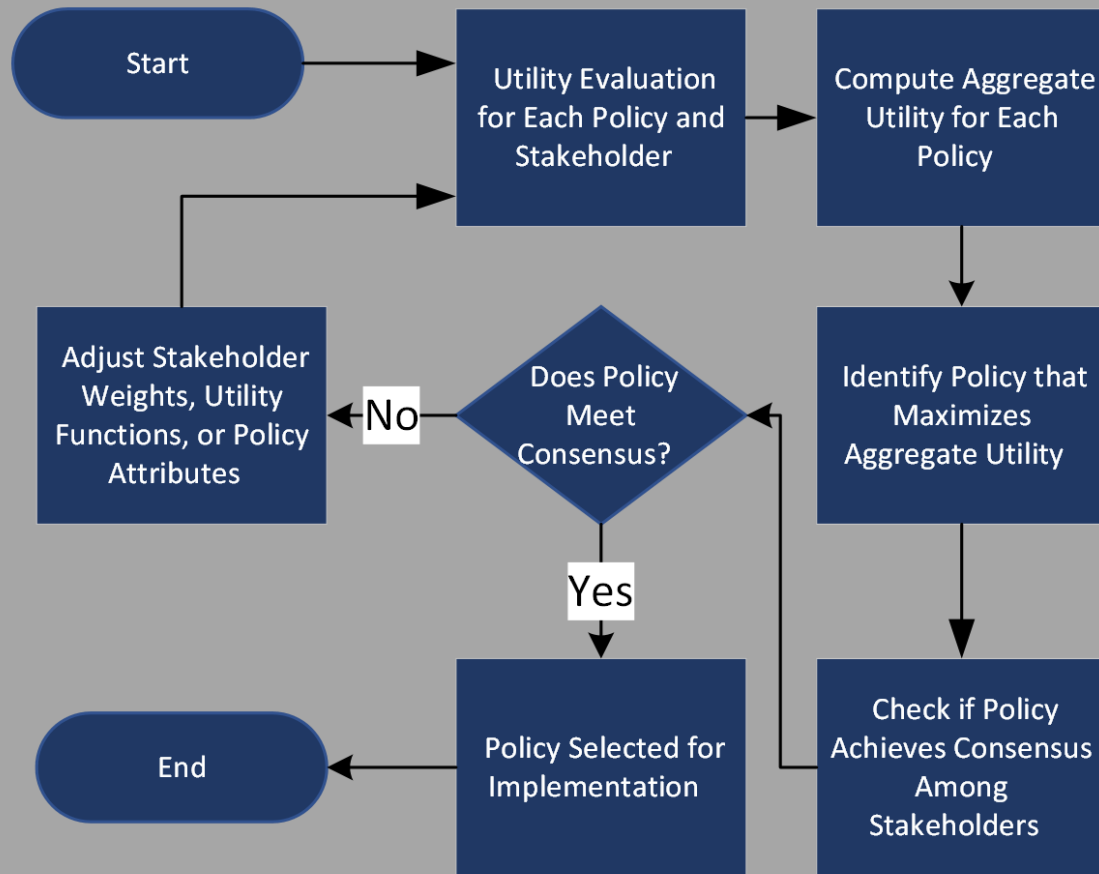 Start
Utility Evaluation
for Each Policy and
Stakeholder
Compute Aggregate
Utility for Each
Policy
Adjust Stakeholder
Weights, Utility
Functions, or Policy
Attributes
No
Does Policy
Meet
Consensus?
Identify Policy that
Maximizes
Aggregate Utility
Yes
End
Policy Selected for
Implementation
Check if Policy
Achieves Consensus
Among
Stakeholders